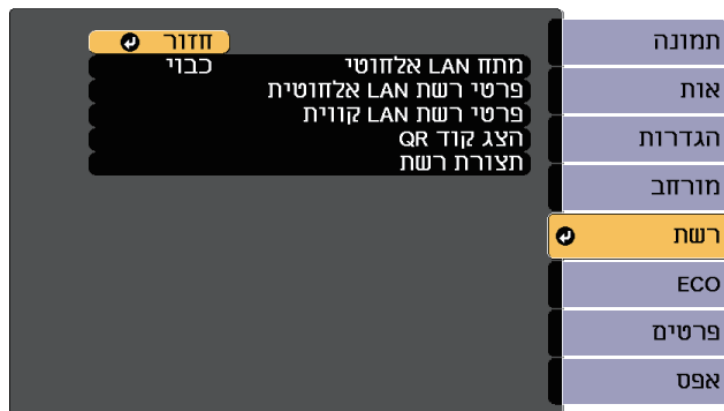 תמונה
אות
הגדרות
מורחב
רשת
ECO
פרטים
אפס
חזור
מתח LAN אלחוטי כבוי
פרטי רשת LAN אלחוטית
פרטי רשת LAN קווית
הצג קוד QR
תצורת רשת